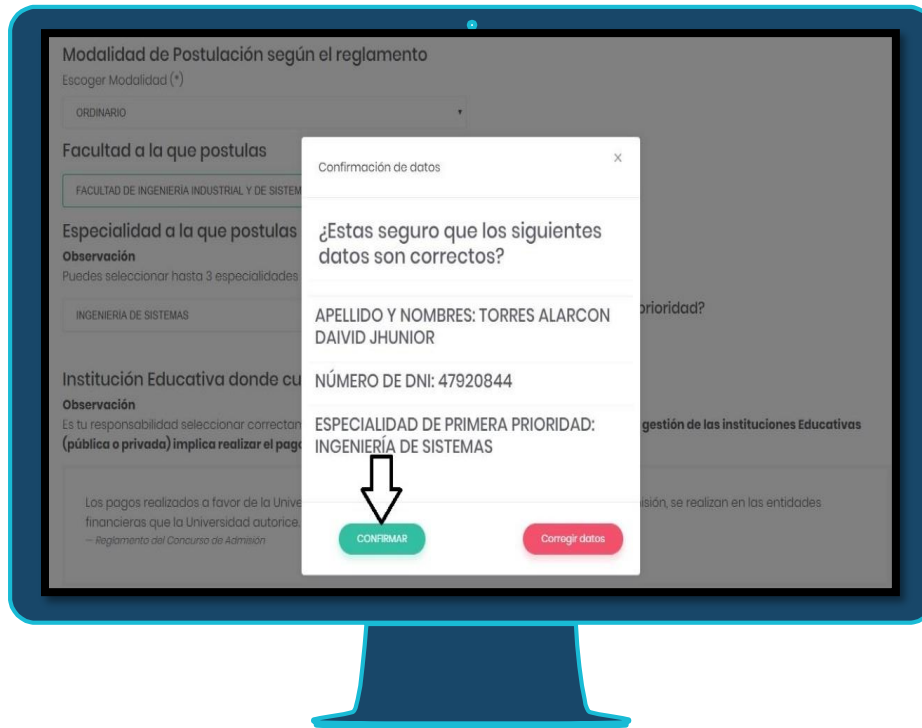 Modalidad de Postulación según el reglamento
Escoger Modalidad (*)
ORDINARIO
Facultad a la que postulas
FACULTAD DE INGENIERÍA INDUSTRIAL Y DE SISTEM
Especialidad a la que postulas
Observación
Puedes seleccionar hasta 3 especialidades
INGENIERIA DE SISTEMAS
prioridad?
Institución Educativa donde cu
Observación
Es tu responsabilidad seleccionar correctam
gestión de las instituciones Educativas
(pública o privada) implica realizar el pago
Los pagos realizados a favor de la Unive
misión, se realizan en las entidades
financieras que la Universidad autorice.
— Reglamento del Concurso de Admisión
Confirmación de datos
X
¿Estas seguro que los siguientes
datos son correctos?
APELLIDO Y NOMBRES: TORRES ALARCON
DAIVID JHUNIOR
NÚMERO DE DNI: 47920844
ESPECIALIDAD DE PRIMERA PRIORIDAD:
INGENIERÍA DE SISTEMAS
CONFIRMAR
Corregir datos